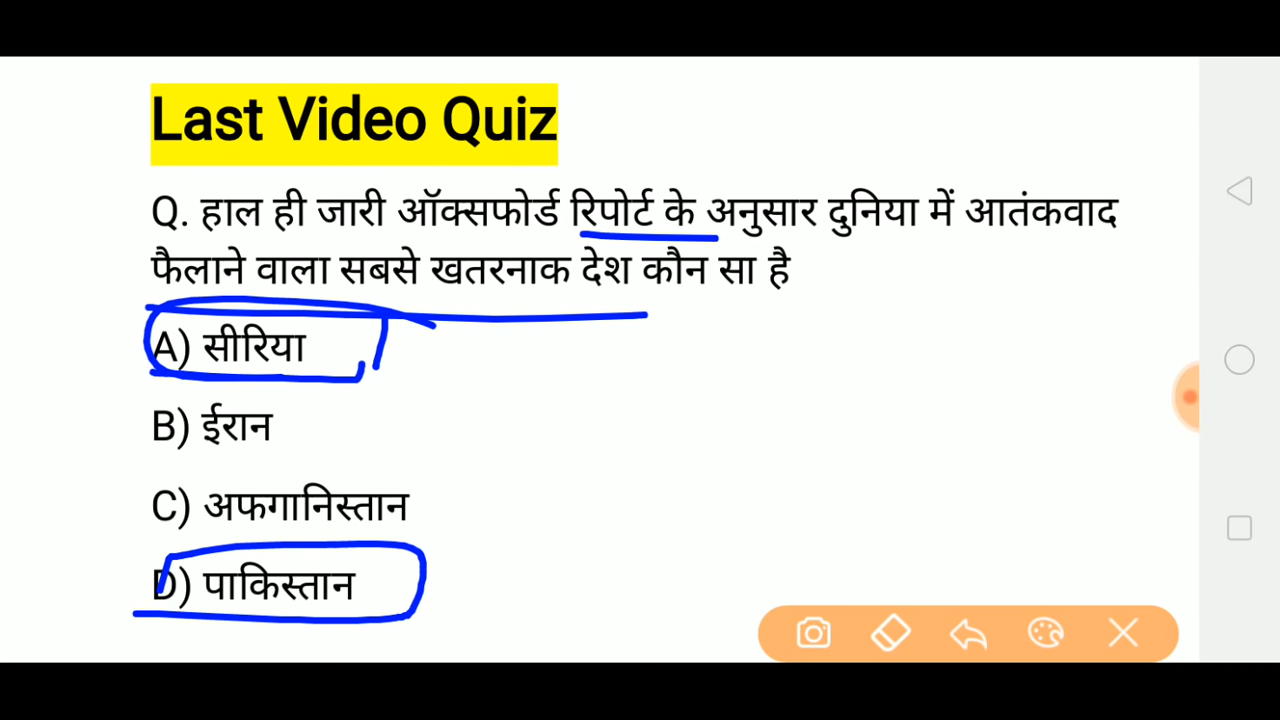 Last Video Quiz
Q. हाल ही जारी ऑक्सफोर्ड रिपोर्ट के अनुसार दुनिया में आतंकवाद
फैलाने वाला सबसे खतरनाक देश कौन सा है
A) सीरिया
B) ईरान
C) अफगानिस्तान
D) पाकिस्तान